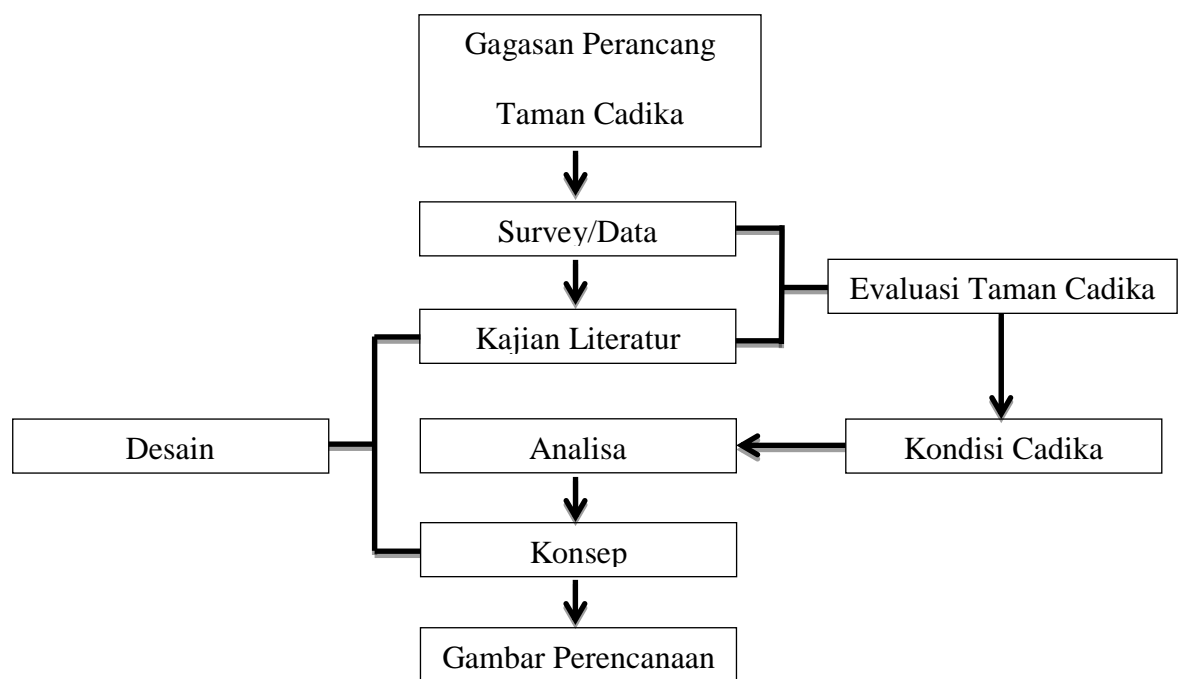 Gagasan Perancang
Taman Cadika
Survey/Data
Evaluasi Taman Cadika
Kajian Literatur
Desain
Analisa
Kondisi Cadika
Konsep
Gambar Perencanaan